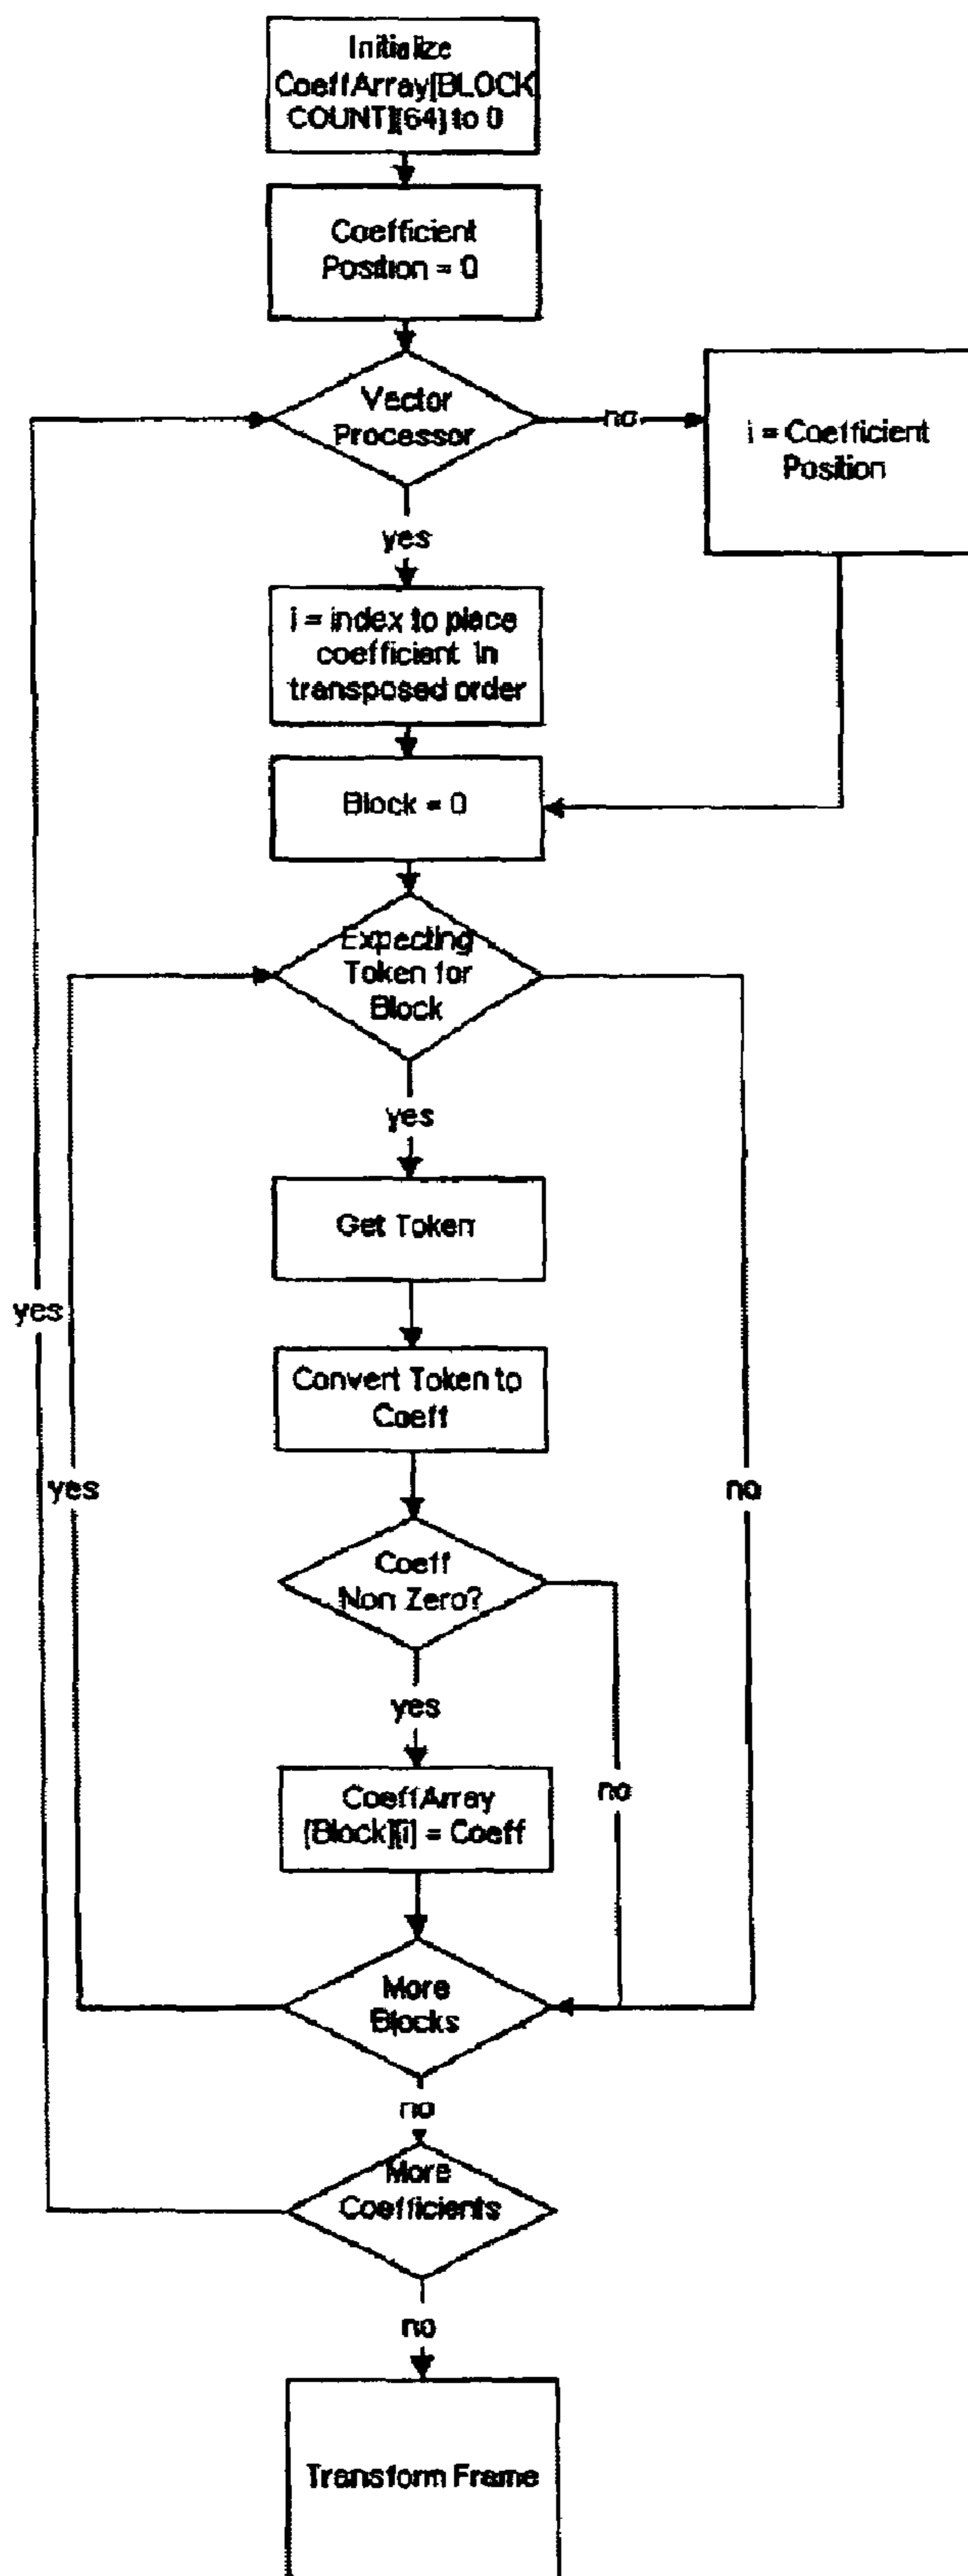 Initialize
CoeffArray[BLOCK
COUNT][64] to 0
Coefficient
Position = 0
Vector
Processor
no
i = Coefficient
Position
yes
i = index to place
coefficient in
transposed order
Block = 0
Expecting
Token for
Block
yes
Get Token
yes
Convert Token to
Coeff
yes
no
Coeff
Non Zero?
yes
no
CoeffArray
[Block][i] = Coeff
More
Blocks
no
More
Coefficients
no
Transform Frame